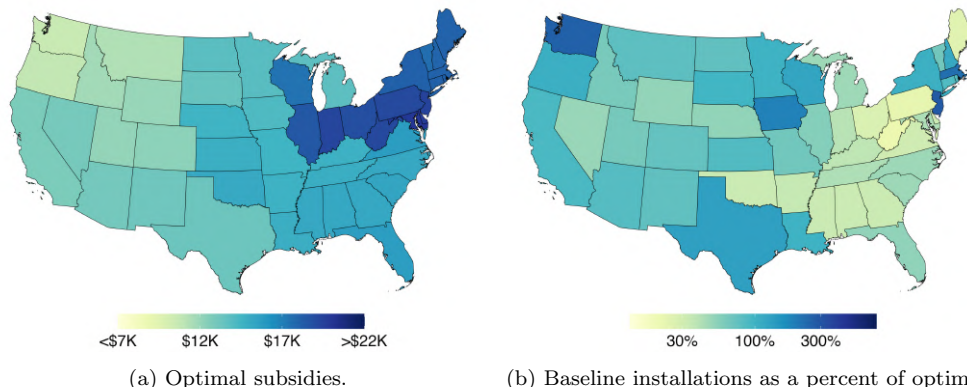 <$7K $12K $17K >$22K
30% 100% 300%
(a) Optimal subsidies.
(b) Baseline installations as a percent of optim